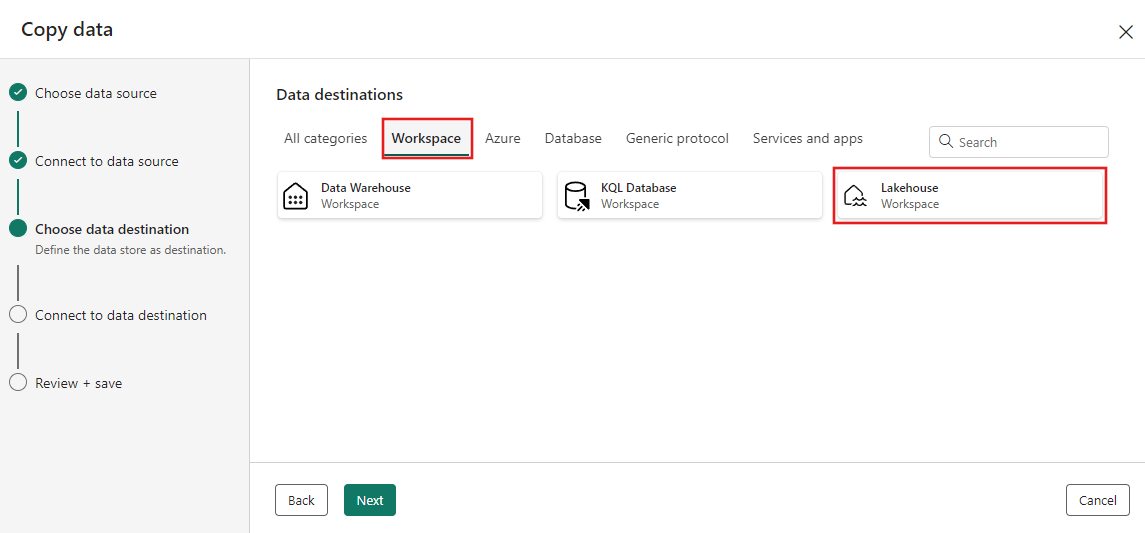 Copy data
Choose data source
Connect to data source
Choose data destination
Define the data store as destination.
Connect to data destination
Review + save
Data destinations
All categories Workspace Azure Database Generic protocol Services and apps Search
Data Warehouse
Workspace
KQL Database
Workspace
Lakehouse
Workspace
Back Next Cancel